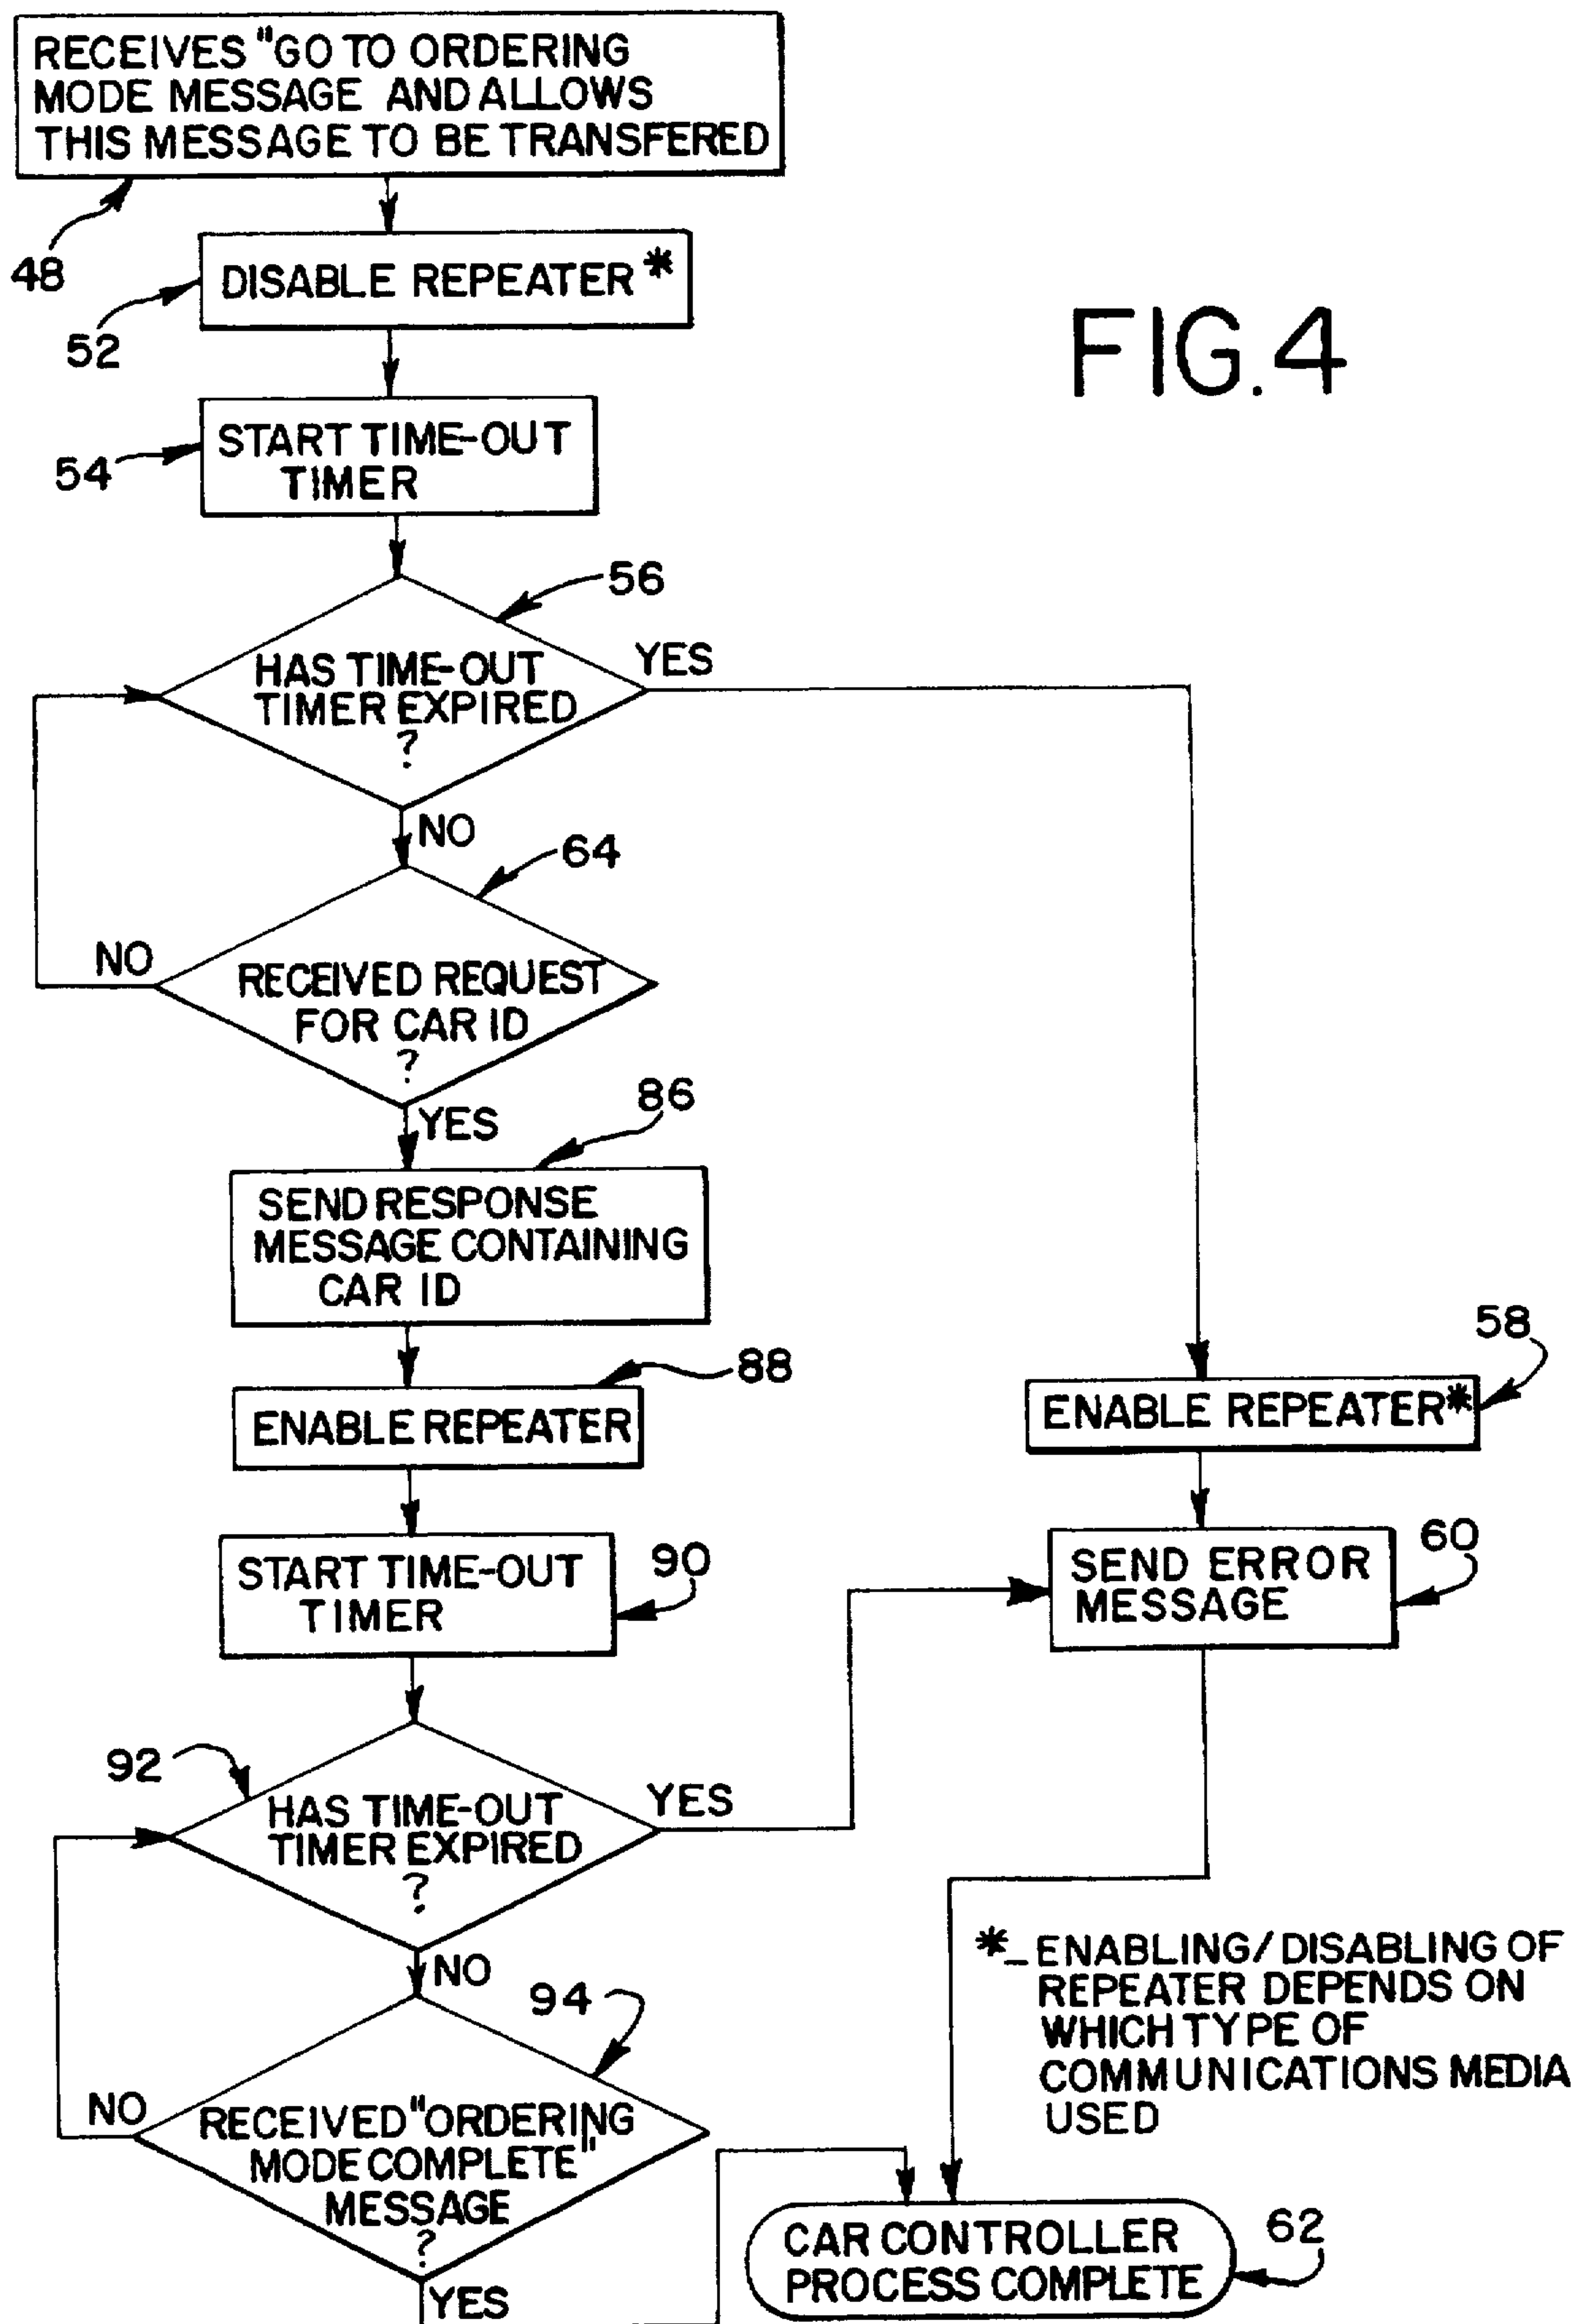 RECEIVES "GO TO ORDERING
MODE MESSAGE AND ALLOWS
THIS MESSAGE TO BE TRANSFERED
48
DISABLE REPEATER *
52
FIG. 4
START TIME-OUT
TIMER
54
56
HAS TIME-OUT
TIMER EXPIRED
?
YES
NO
64
RECEIVED REQUEST
FOR CAR ID
?
NO
YES
86
SEND RESPONSE
MESSAGE CONTAINING
CAR ID
88
ENABLE REPEATER
58
ENABLE REPEATER*
START TIME-OUT
TIMER
90
SEND ERROR
MESSAGE
60
92
HAS TIME-OUT
TIMER EXPIRED
?
YES
NO
94
RECEIVED "ORDERING
MODE COMPLETE"
MESSAGE
?
NO
YES
*- ENABLING/DISABLING OF
REPEATER DEPENDS ON
WHICH TYPE OF
COMMUNICATIONS MEDIA
USED
CAR CONTROLLER
PROCESS COMPLETE
62